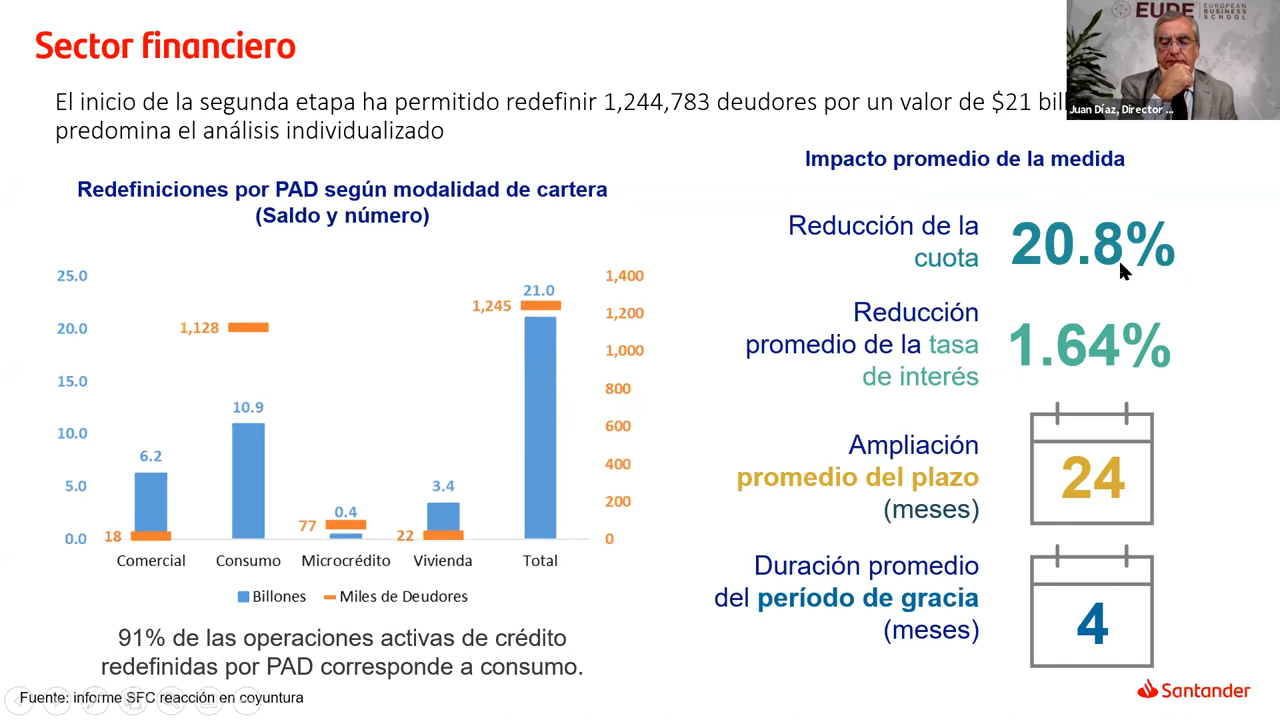 Sector financiero
EUDE EUROPEAN
BUSINESS
SCHOOL
Juan Díaz, Director ...
El inicio de la segunda etapa ha permitido redefinir 1,244,783 deudores por un valor de $21
predomina el análisis individualizado
Redefiniciones por PAD según modalidad de cartera
(Saldo y número)
25.0
20.0
15.0
10.0
5.0
0.0
1,400
1,200
1,000
800
600
400
200
0
6.2
18
1,128
10.9
77
0.4
22
3.4
1,245
21.0
Comercial Consumo Microcrédito Vivienda Total
Billones Miles de Deudores
91% de las operaciones activas de crédito
redefinidas por PAD corresponde a consumo.
Fuente: informe SFC reacción en coyuntura
Impacto promedio de la medida
Reducción de la
cuota
20.8%
Reducción
promedio de la tasa
de interés
1.64%
Ampliación
promedio del plazo
(meses)
24
Duración promedio
del período de gracia
(meses)
4
Santander